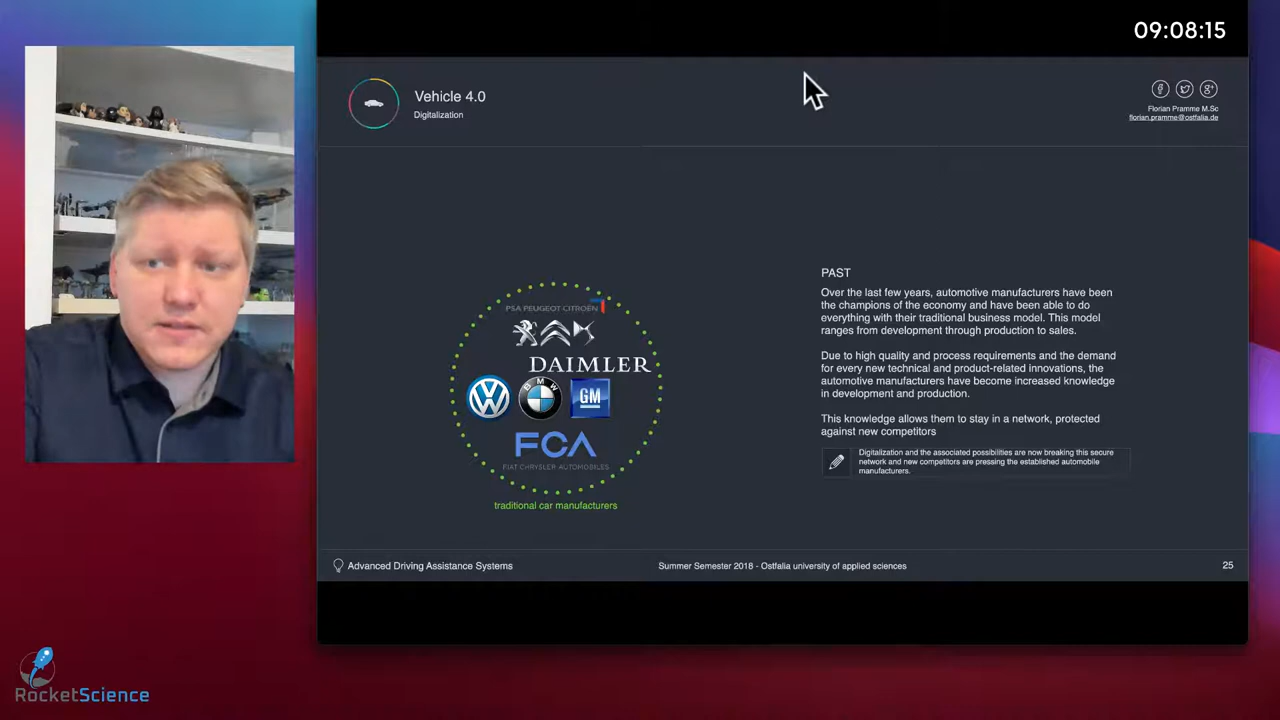 09:08:15
Vehicle 4.0
Digitalization
Florian Pramme M.Sc
florian.pramme@ostfalia.de
PSA PEUGEOT CITROËN
DAIMLER
BMW
GM
FCA
FIAT CHRYSLER AUTOMOBILES
traditional car manufacturers
PAST
Over the last few years, automotive manufacturers have been
the champions of the economy and have been able to do
everything with their traditional business model. This model
ranges from development through production to sales.
Due to high quality and process requirements and the demand
for every new technical and product-related innovations, the
automotive manufacturers have become increased knowledge
in development and production.
This knowledge allows them to stay in a network, protected
against new competitors
Digitalization and the associated possibilities are now breaking this secure
network and new competitors are pressing the established automobile
manufacturers.
Advanced Driving Assistance Systems
Summer Semester 2018 - Ostfalia university of applied sciences
25
RocketScience